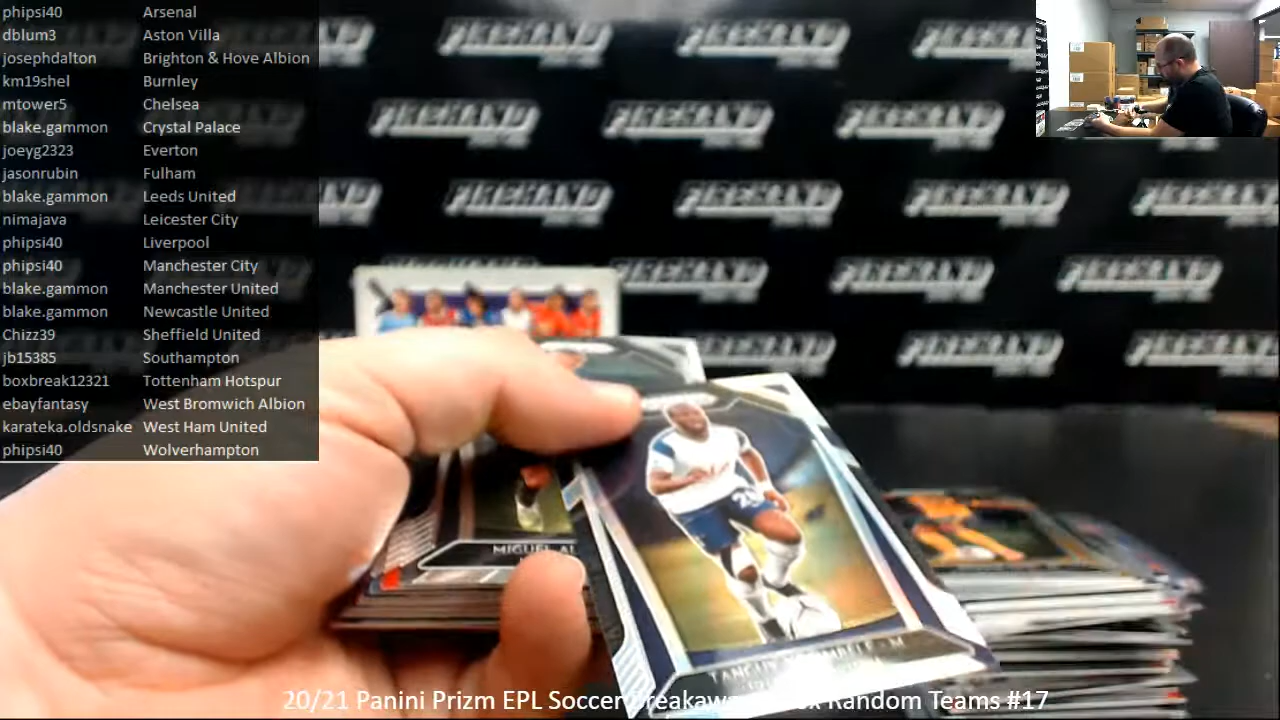 phipsi40 Arsenal
dblum3 Aston Villa
josephdalton Brighton & Hove Albion
km19shel Burnley
mtower5 Chelsea
blake.gammon Crystal Palace
joeyg2323 Everton
jasonrubin Fulham
blake.gammon Leeds United
nimajava Leicester City
phipsi40 Liverpool
phipsi40 Manchester City
blake.gammon Manchester United
blake.gammon Newcastle United
Chizz39 Sheffield United
jb15385 Southampton
boxbreak12321 Tottenham Hotspur
ebayfantasy West Bromwich Albion
karateka.oldsnake West Ham United
phipsi40 Wolverhampton
FIREHAND
MIGUEL AL
TANGUY
20/21 Panini Prizm EPL Soccer Random Teams #17